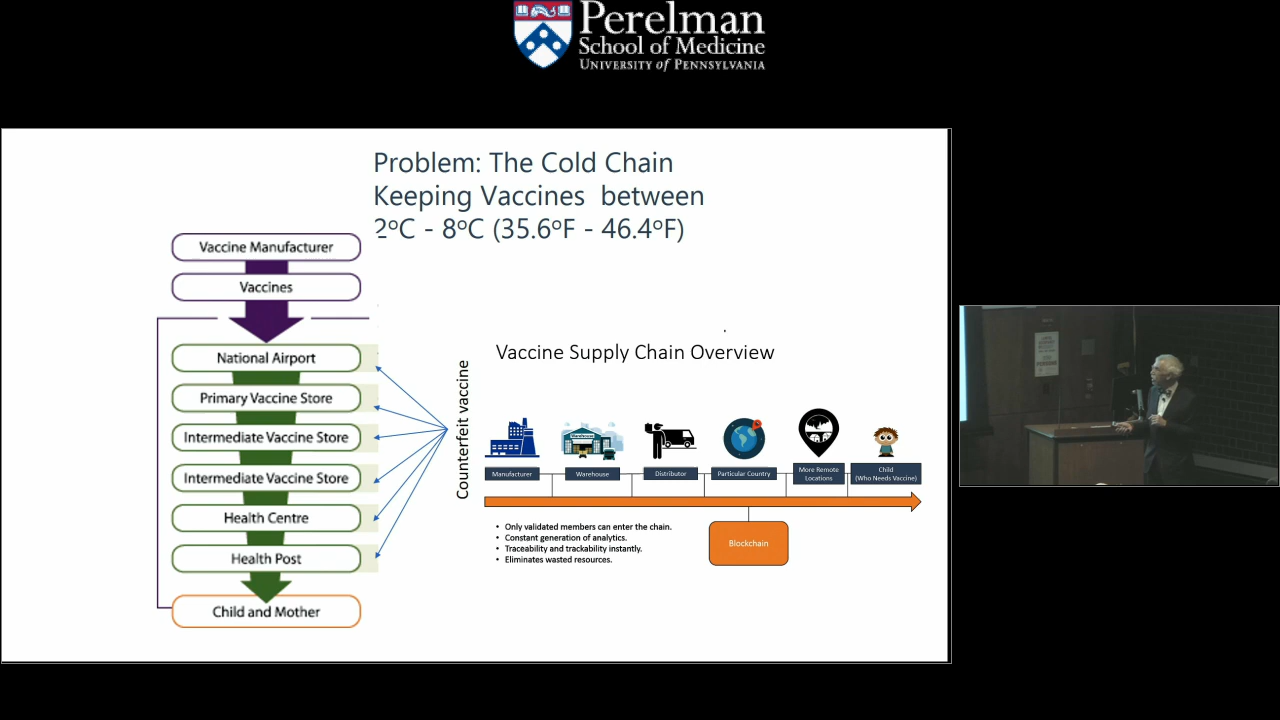 Perelman
School of Medicine
UNIVERSITY of PENNSYLVANIA
Problem: The Cold Chain
Keeping Vaccines between
2ºC - 8ºC (35.6ºF - 46.4ºF)
Vaccine Manufacturer
Vaccines
National Airport
Primary Vaccine Store
Intermediate Vaccine Store
Intermediate Vaccine Store
Health Centre
Health Post
Child and Mother
Counterfeit vaccine
Vaccine Supply Chain Overview
Manufacturer
Warehouse
Distributor
Particular Country
More Remote
Locations
Child
(Who Needs Vaccine)
• Only validated members can enter the chain.
• Constant generation of analytics.
• Traceability and trackability instantly.
• Eliminates wasted resources.
Blockchain